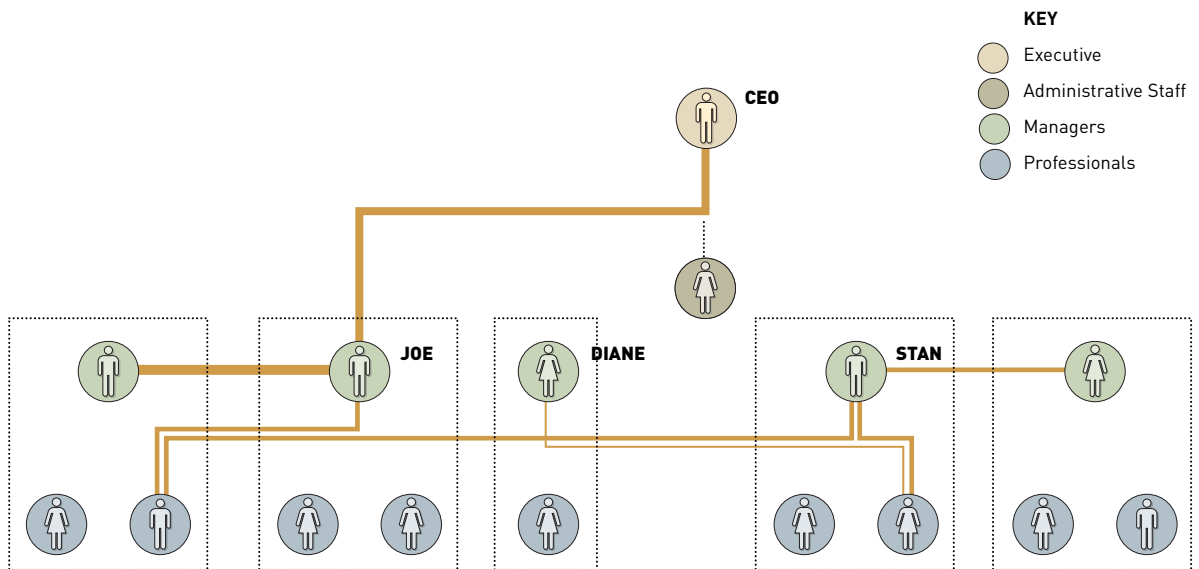 KEY
Executive
Administrative Staff
Managers
Professionals
CEO
JOE
DIANE
STAN